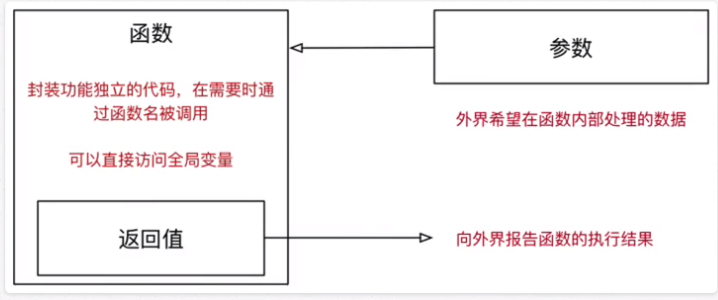 函数
参数
封装功能独立的代码，在需要时通
过函数名被调用
外界希望在函数内部处理的数据
可以直接访问全局变量
返回值
向外界报告函数的执行结果